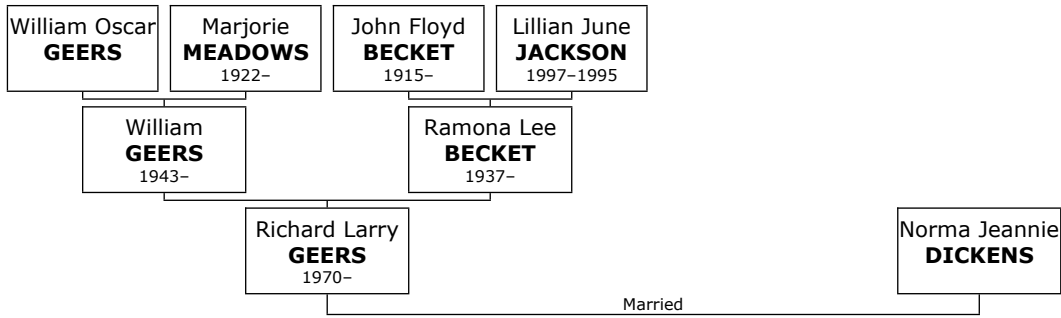 William Oscar
GEERS
Marjorie
MEADOWS
1922–
John Floyd
BECKET
1915–
Lillian June
JACKSON
1997–1995
William
GEERS
1943–
Ramona Lee
BECKET
1937–
Richard Larry
GEERS
1970–
Norma Jeannie
DICKENS
Married